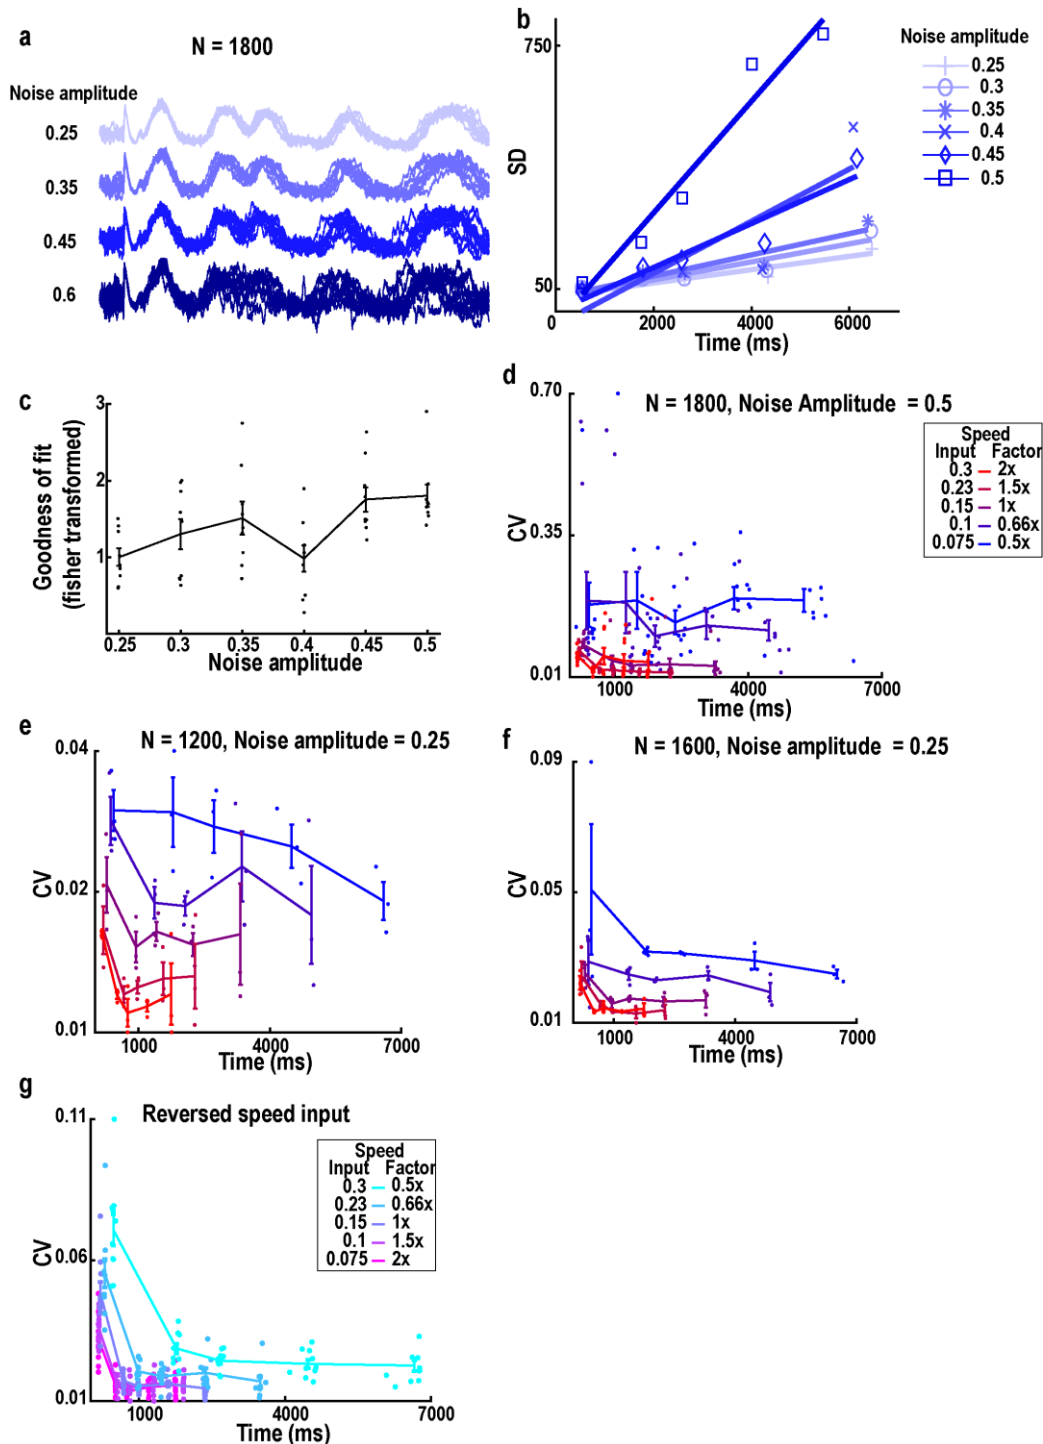 a
N = 1800
Noise amplitude
0.25
0.35
0.45
0.6
b
750
SD
50
0
2000
4000
6000
Time (ms)
Noise amplitude
0.25
0.3
0.35
0.4
0.45
0.5
c
3
2
1
Goodness of fit
(fisher transformed)
0.25
0.3
0.35
0.4
0.45
0.5
Noise amplitude
d
N = 1800, Noise Amplitude = 0.5
0.70
0.35
0.01
CV
1000
4000
7000
Time (ms)
Speed
Input Factor
0.3 2x
0.23 1.5x
0.15 1x
0.1 0.66x
0.075 0.5x
e
N = 1200, Noise amplitude = 0.25
0.04
0.02
0.01
CV
1000
4000
7000
Time (ms)
f
N = 1600, Noise amplitude = 0.25
0.09
0.05
0.01
CV
1000
4000
7000
Time (ms)
g
Reversed speed input
0.11
0.06
0.01
CV
1000
4000
7000
Time (ms)
Speed
Input Factor
0.3 0.5x
0.23 0.66x
0.15 1x
0.1 1.5x
0.075 2x